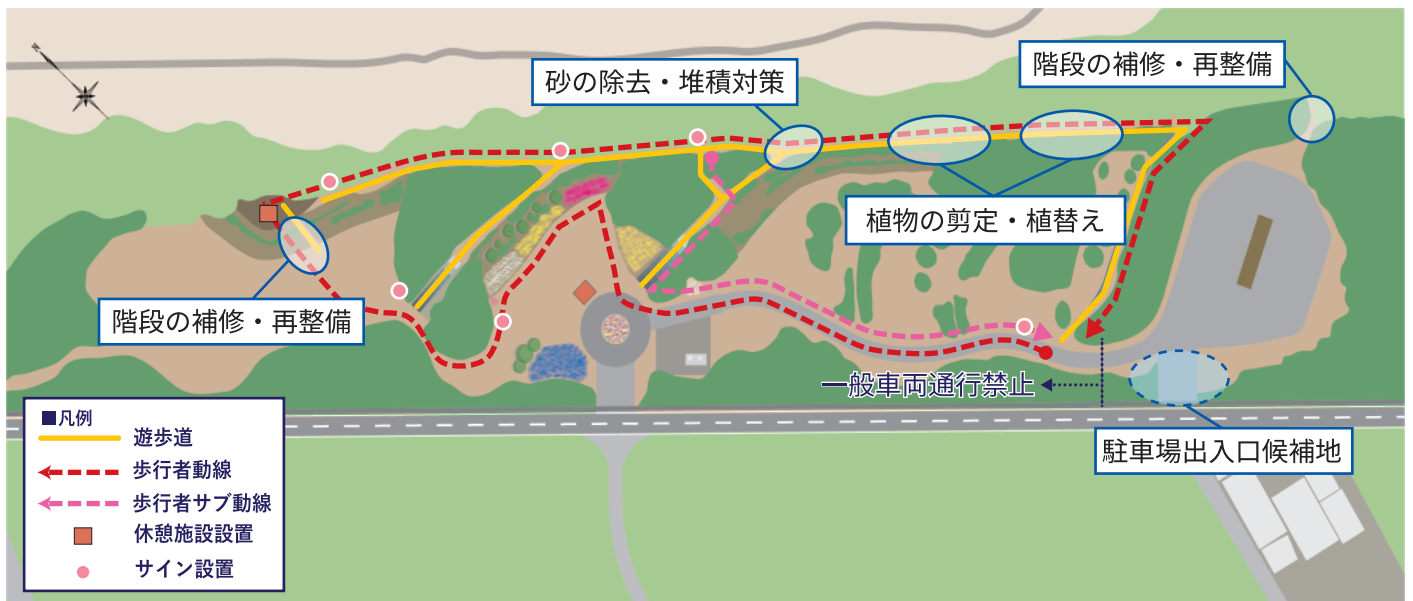 階段の補修・再整備
砂の除去・堆積対策
植物の剪定・植替え
階段の補修・再整備
一般車両通行禁止
駐車場出入口候補地
■凡例
遊歩道
歩行者動線
歩行者サブ動線
休憩施設設置
サイン設置